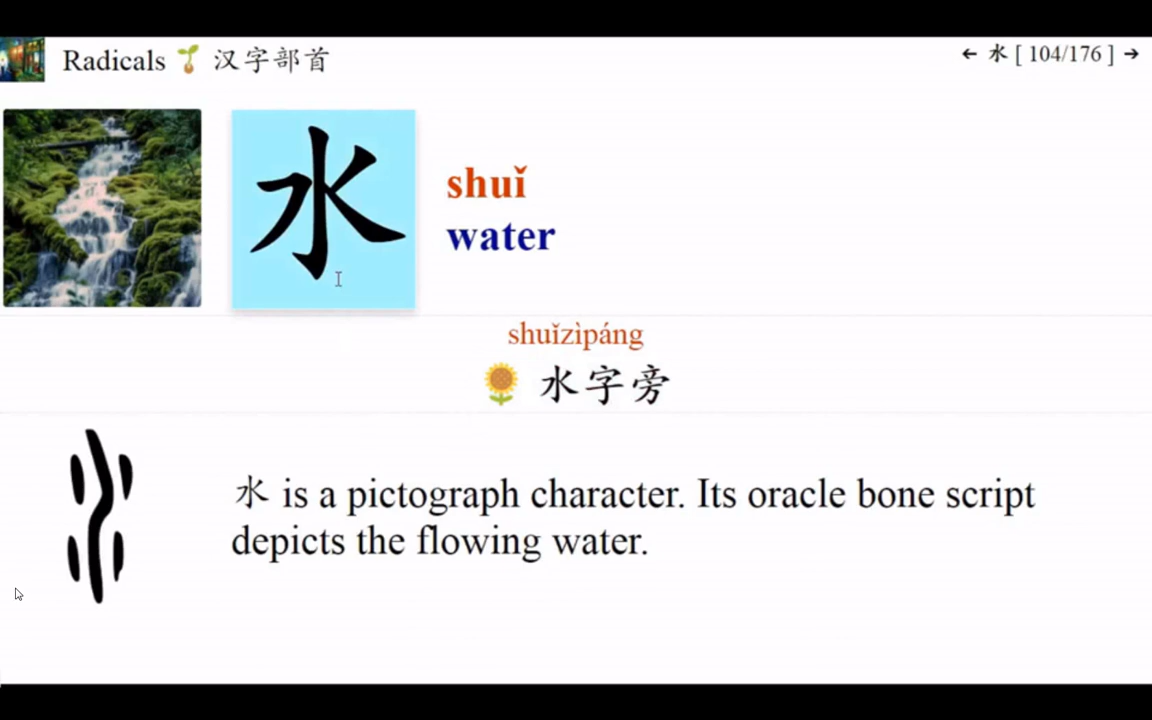 Radicals 🌱 汉字部首
← 水 [ 104/176 ] →
水
shuǐ
water
shuǐzìpáng
🌻 水字旁
水 is a pictograph character. Its oracle bone script
depicts the flowing water.